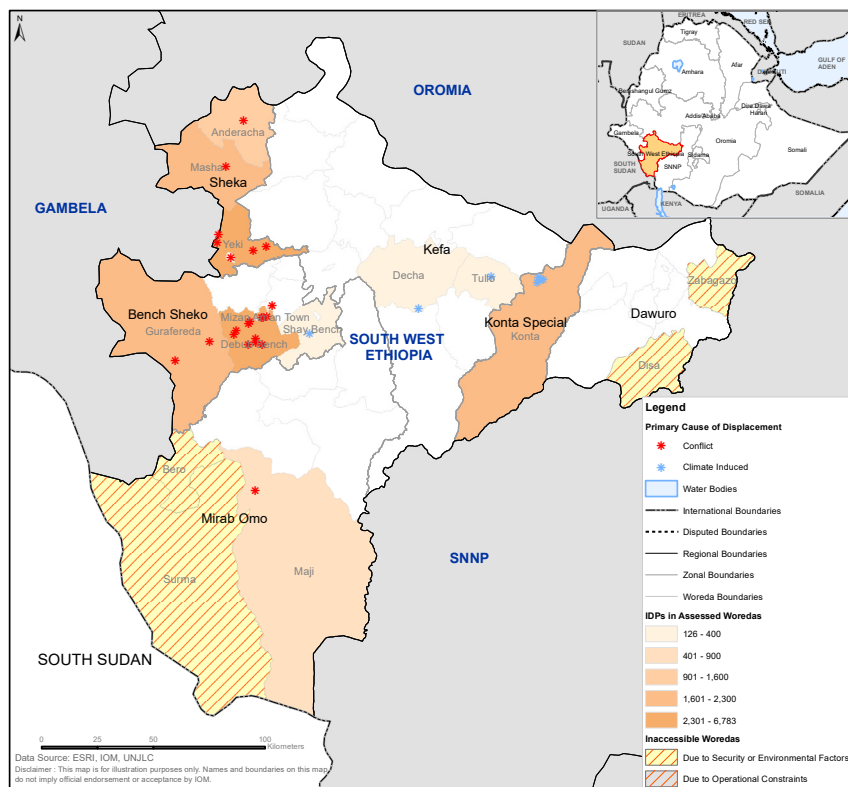 N
OROMIA
GAMBELA
Anderacha
Masha
Sheka
Yeki
Kefa
Decha
Tullo
Bench Sheko
Gurafereda
Mizan Aman Town
Shay Bench
Debub Bench
SOUTH WEST
ETHIOPIA
Konta Special
Konta
Dawuro
Zabagazo
Disa
Bero
Mirab Omo
Surma
Maji
SNNP
SOUTH SUDAN
ERITREA
RED SEA
SUDAN
Tigray
Afar
GULF OF
ADEN
Amhara
DJIBOUTI
Benishangul Gumz
Dire Dawa
Harari
Addis Ababa
Gambela
Oromia
South West Ethiopia
Sidama
Somali
SOUTH
SUDAN
SNNP
UGANDA
KENYA
SOMALIA
Legend
Primary Cause of Displacement
Conflict
Climate Induced
Water Bodies
International Boundaries
Disputed Boundaries
Regional Boundaries
Zonal Boundaries
Woreda Boundaries
IDPs in Assessed Woredas
126 - 400
401 - 900
901 - 1,600
1,601 - 2,300
2,301 - 6,783
Inaccessible Woredas
Due to Security or Environmental Factors
Due to Operational Constraints
0 25 50 100
Kilometers
Data Source: ESRI, IOM, UNJLC
Disclaimer : This map is for illustration purposes only. Names and boundaries on this map
do not imply official endorsement or acceptance by IOM.